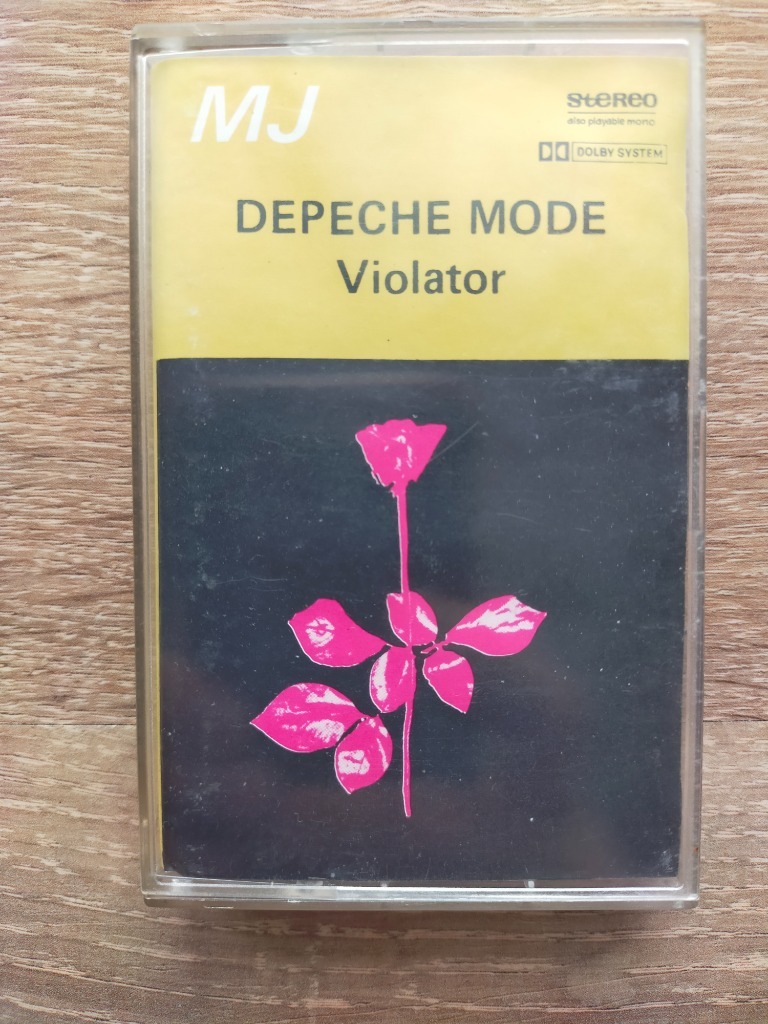 MJ
STEREO
also playable mono
DOLBY SYSTEM
DEPECHE MODE
Violator